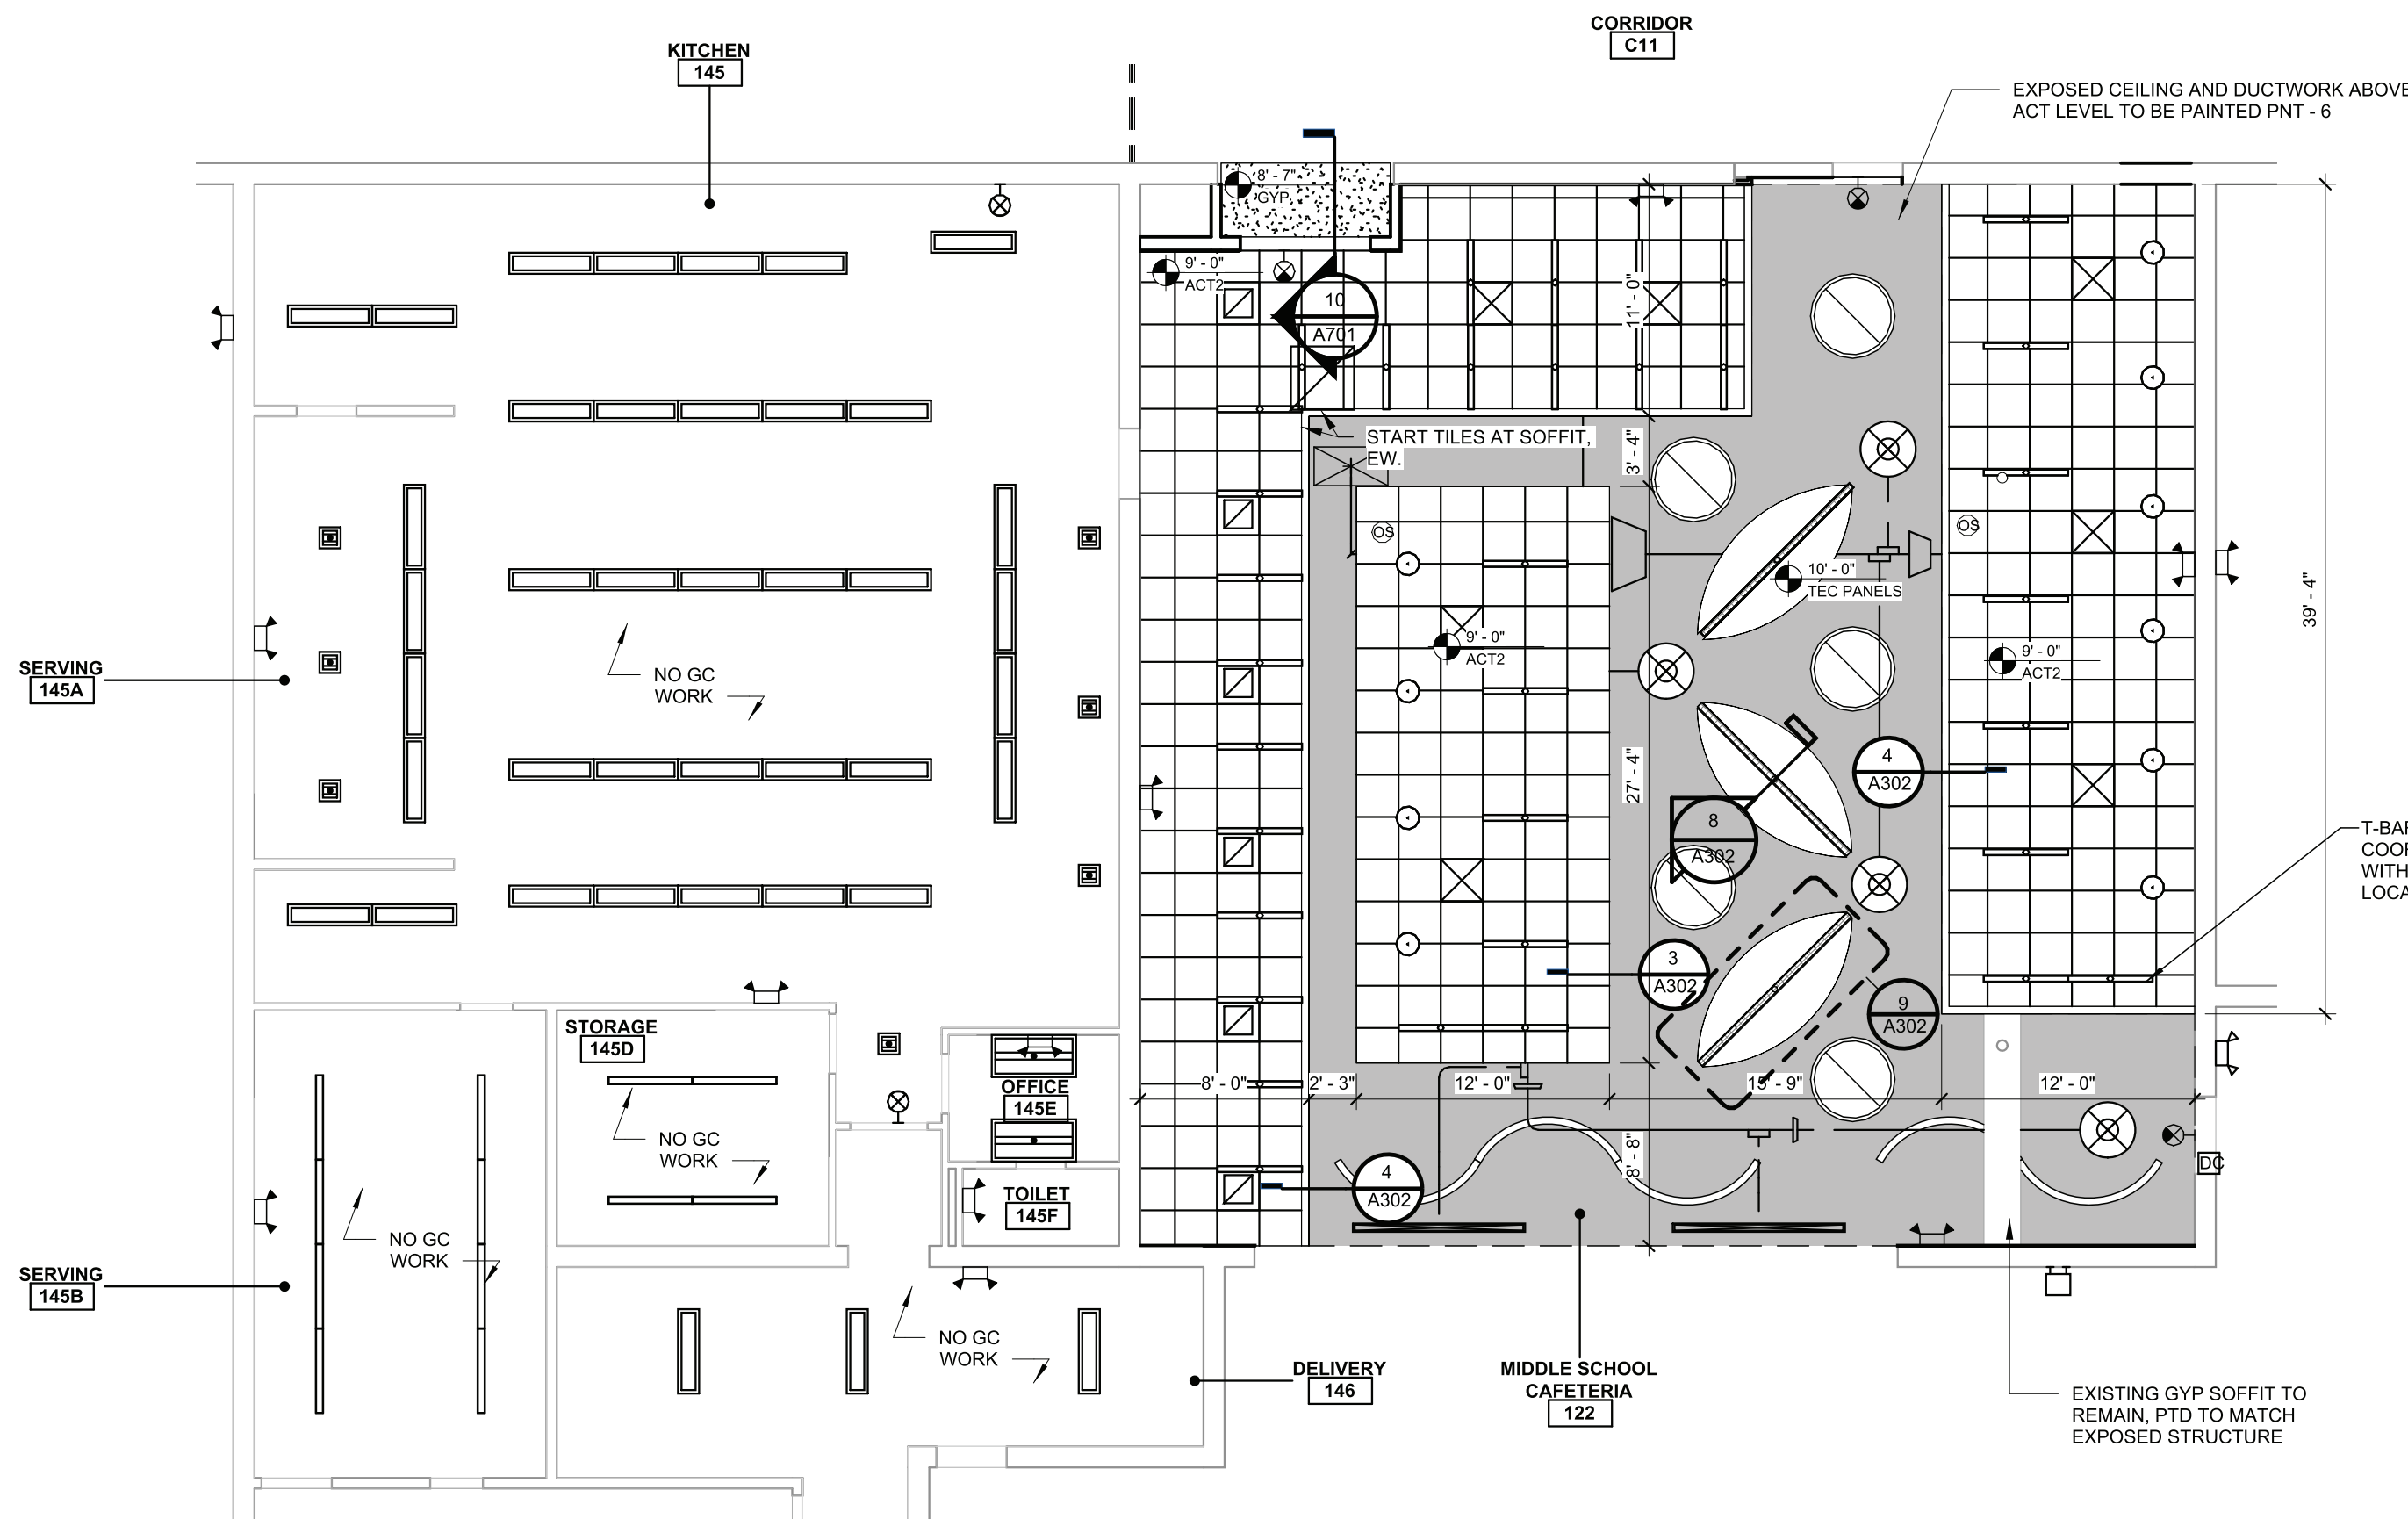 CORRIDOR
C11
KITCHEN
145
EXPOSED CEILING AND DUCTWORK ABOVE
ACT LEVEL TO BE PAINTED PNT - 6
8' - 7"
GYP
9' - 0"
ACT2
10
A701
11' - 0"
START TILES AT SOFFIT,
EW.
3' - 4"
OS
OS
10' - 0"
TEC PANELS
39' - 4"
9' - 0"
ACT2
9' - 0"
ACT2
SERVING
145A
NO GC
WORK
27' - 4"
4
A302
8
A302
T-BAR
COOR
WITH
LOCA
3
A302
9
A302
STORAGE
145D
OFFICE
145E
8' - 0"
2' - 3"
12' - 0"
15' - 9"
12' - 0"
NO GC
WORK
8' - 8"
DC
4
A302
TOILET
145F
NO GC
WORK
SERVING
145B
NO GC
WORK
DELIVERY
146
MIDDLE SCHOOL
CAFETERIA
122
EXISTING GYP SOFFIT TO
REMAIN, PTD TO MATCH
EXPOSED STRUCTURE